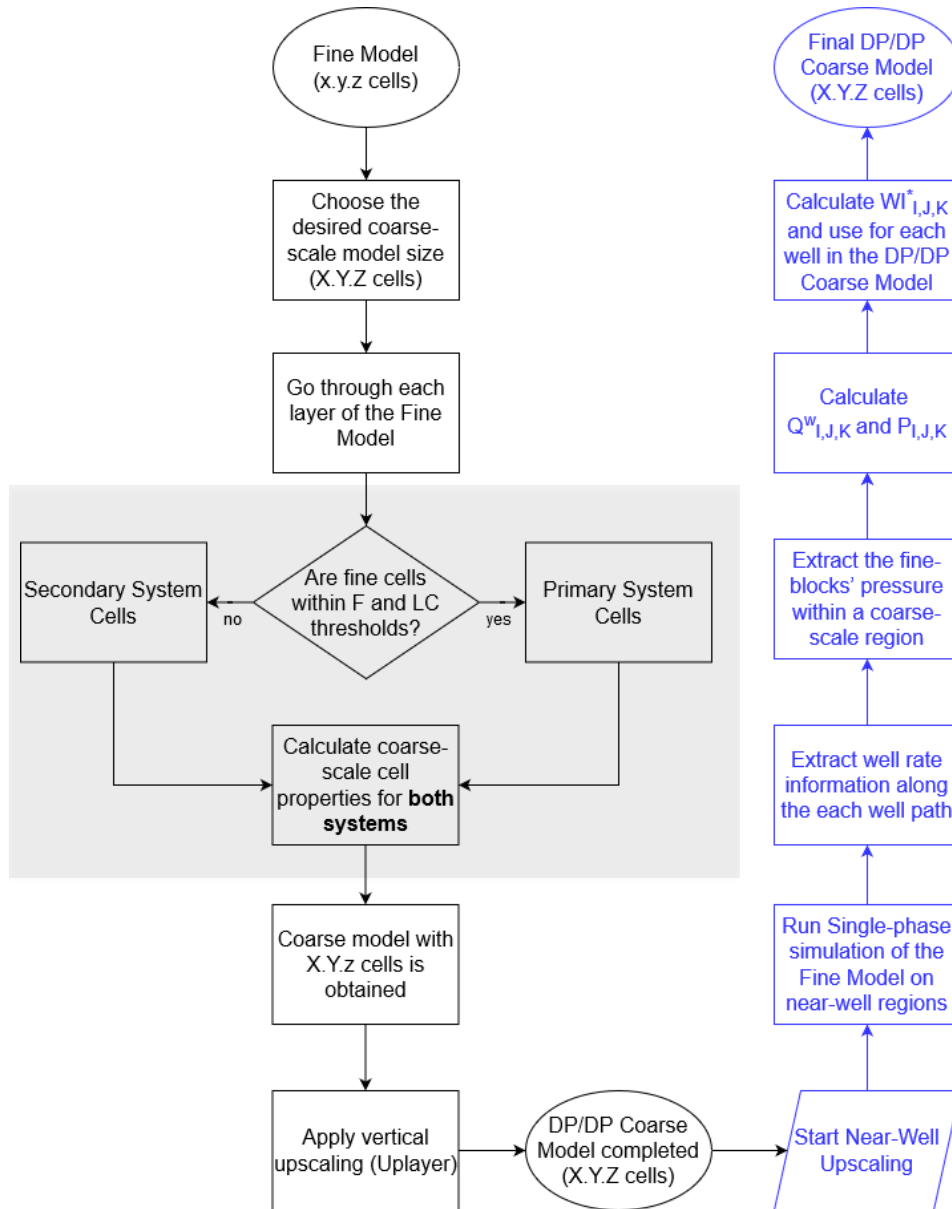 Fine Model
(x.y.z cells)
Choose the
desired coarse-
scale model size
(X.Y.Z cells)
Go through each
layer of the Fine
Model
Are fine cells
within F and LC
thresholds?
no
yes
Secondary System
Cells
Primary System
Cells
Calculate coarse-
scale cell
properties for both
systems
Coarse model with
X.Y.z cells is
obtained
Apply vertical
upscaling (Uplayer)
DP/DP Coarse
Model completed
(X.Y.Z cells)
Start Near-Well
Upscaling
Run Single-phase
simulation of the
Fine Model on
near-well regions
Extract well rate
information along
the each well path
Extract the fine-
blocks' pressure
within a coarse-
scale region
Calculate
Q^w_I,J,K and P_I,J,K
Calculate WI*_I,J,K
and use for each
well in the DP/DP
Coarse Model
Final DP/DP
Coarse Model
(X.Y.Z cells)